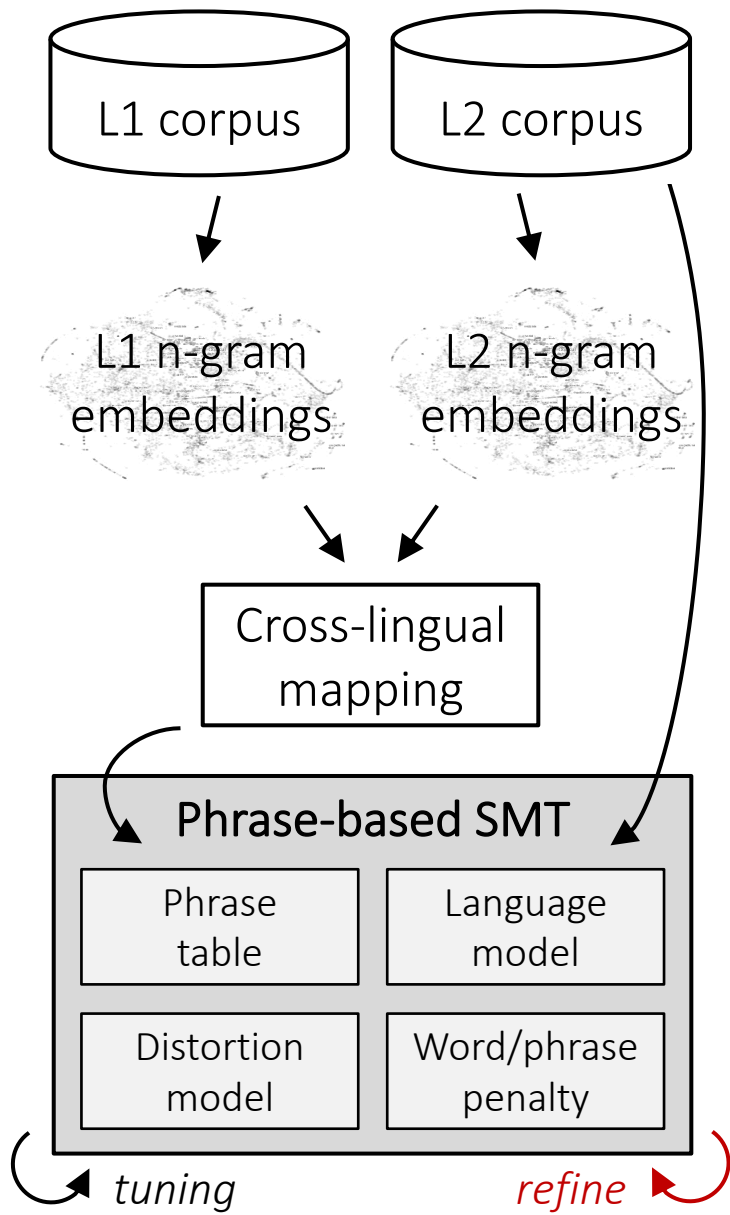 L1 corpus
L2 corpus
L1 n-gram
embeddings
L2 n-gram
embeddings
Cross-lingual
mapping
Phrase-based SMT
Phrase
table
Language
model
Distortion
model
Word/phrase
penalty
tuning
refine